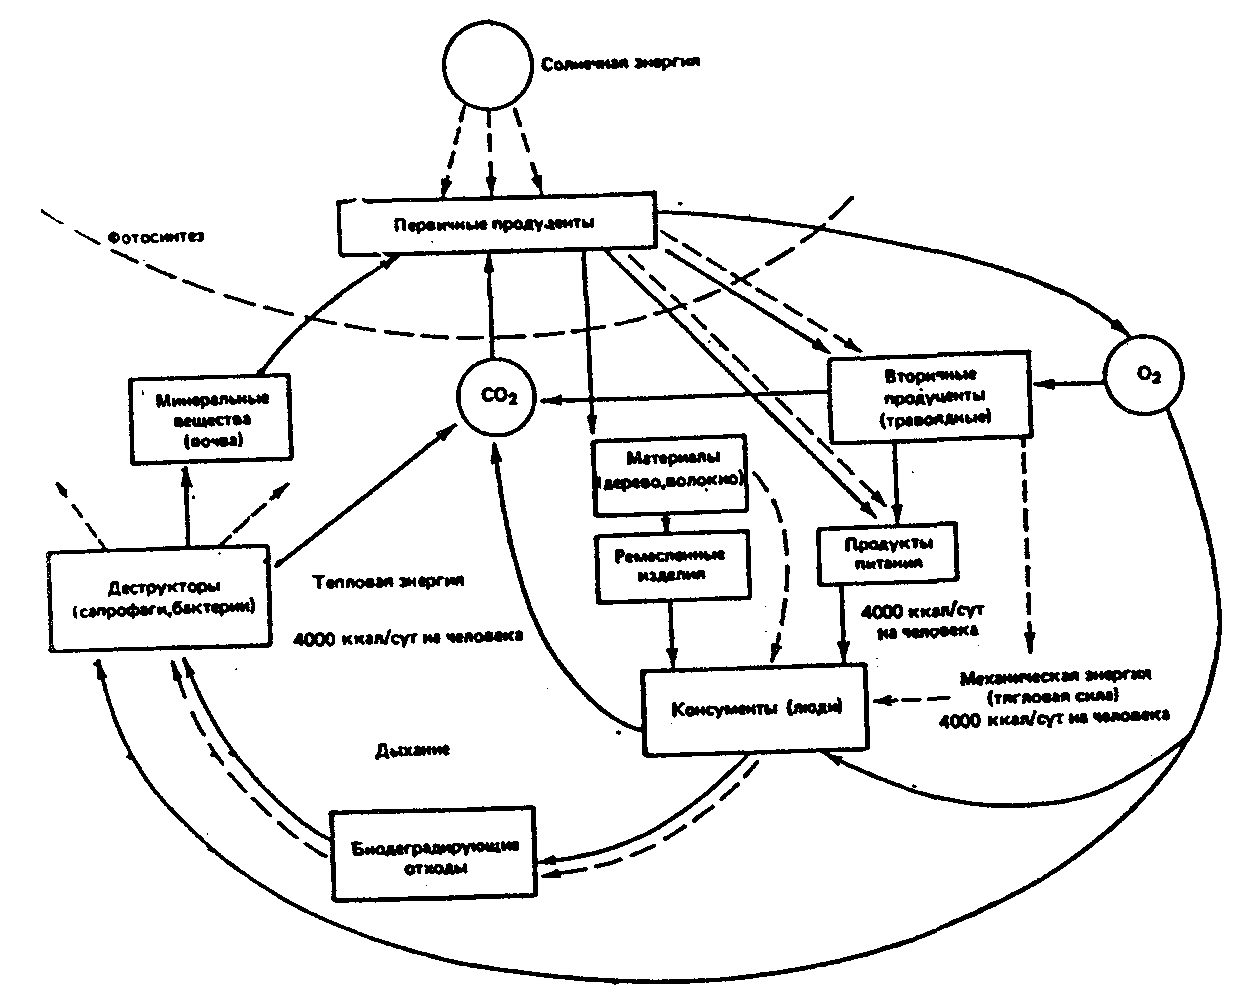 Солнечная энергия
Первичные продуценты
Фотосинтез
O2
Вторичные
продуценты
(травоядные)
CO2
Минеральные
вещества
(почва)
Материалы
(дерево, волокно)
Ремесленные
изделия
Продукты
питания
Деструкторы
(сапрофаги, бактерии)
Тепловая энергия
4000 ккал/сут на человека
4000 ккал/сут
на человека
Механическая энергия
(тягловая сила)
4000 ккал/сут на человека
Консументы (люди)
Дыхание
Биодеградирующие
отходы